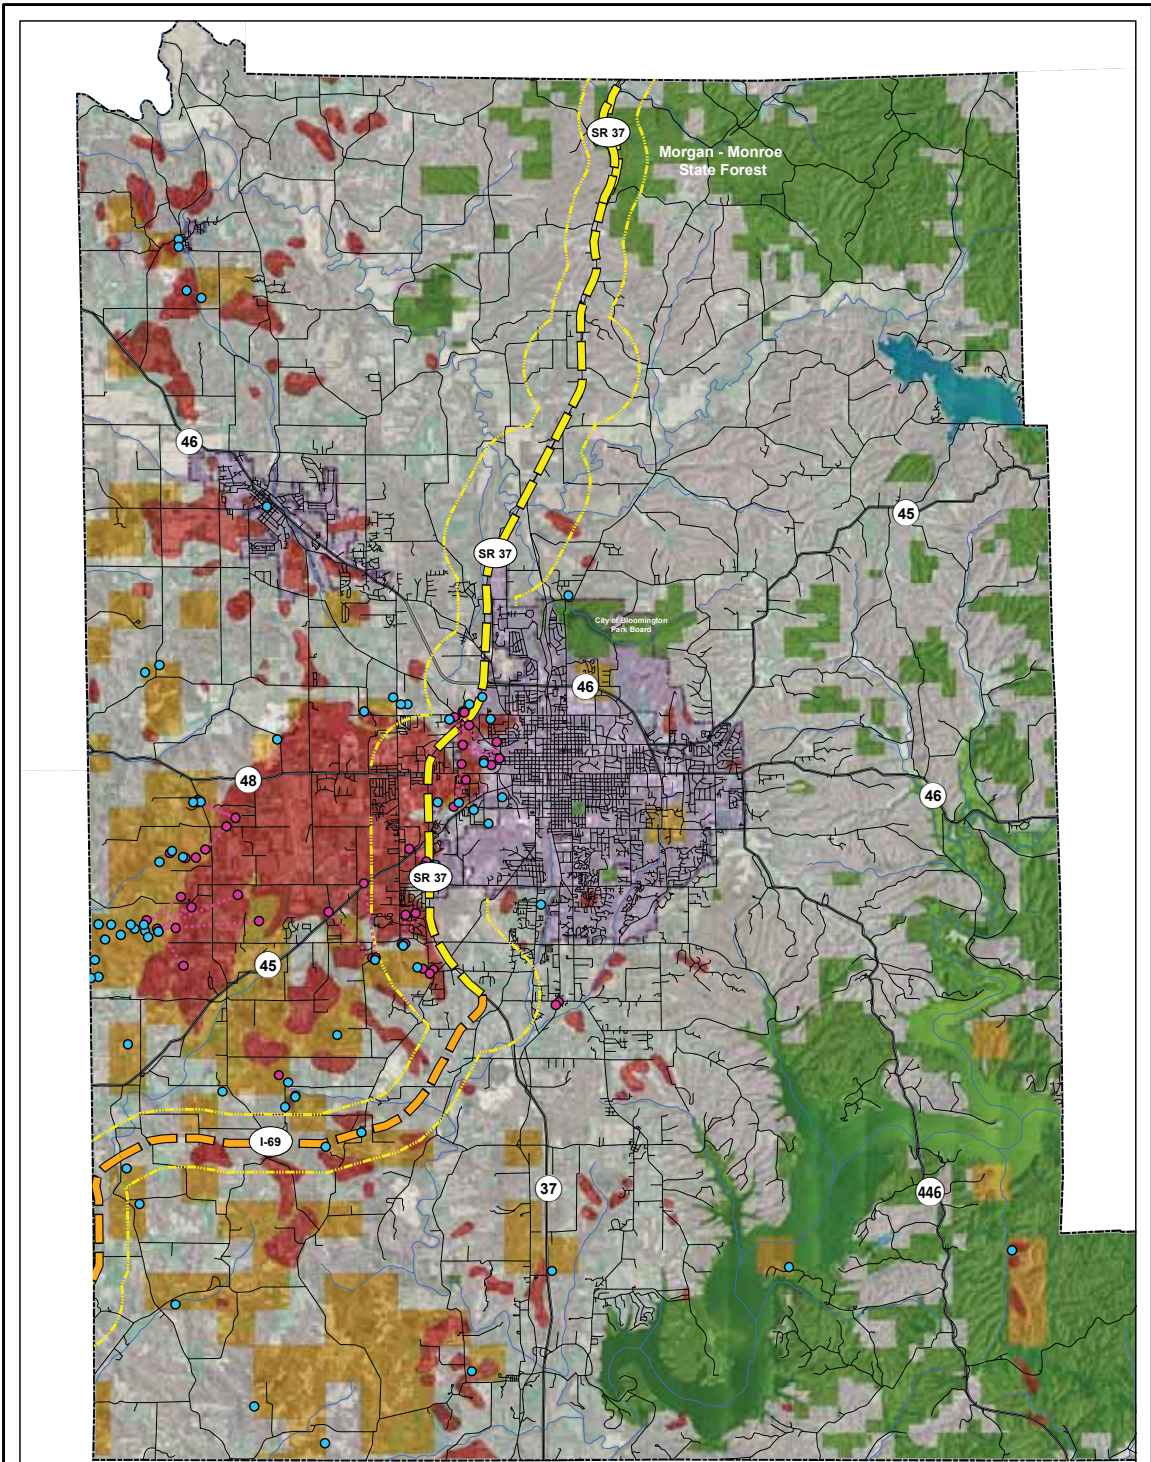 SR 37
Morgan - Monroe
State Forest
46
45
SR 37
City of Bloomington
Park Board
46
48
46
SR 37
45
I-69
37
446